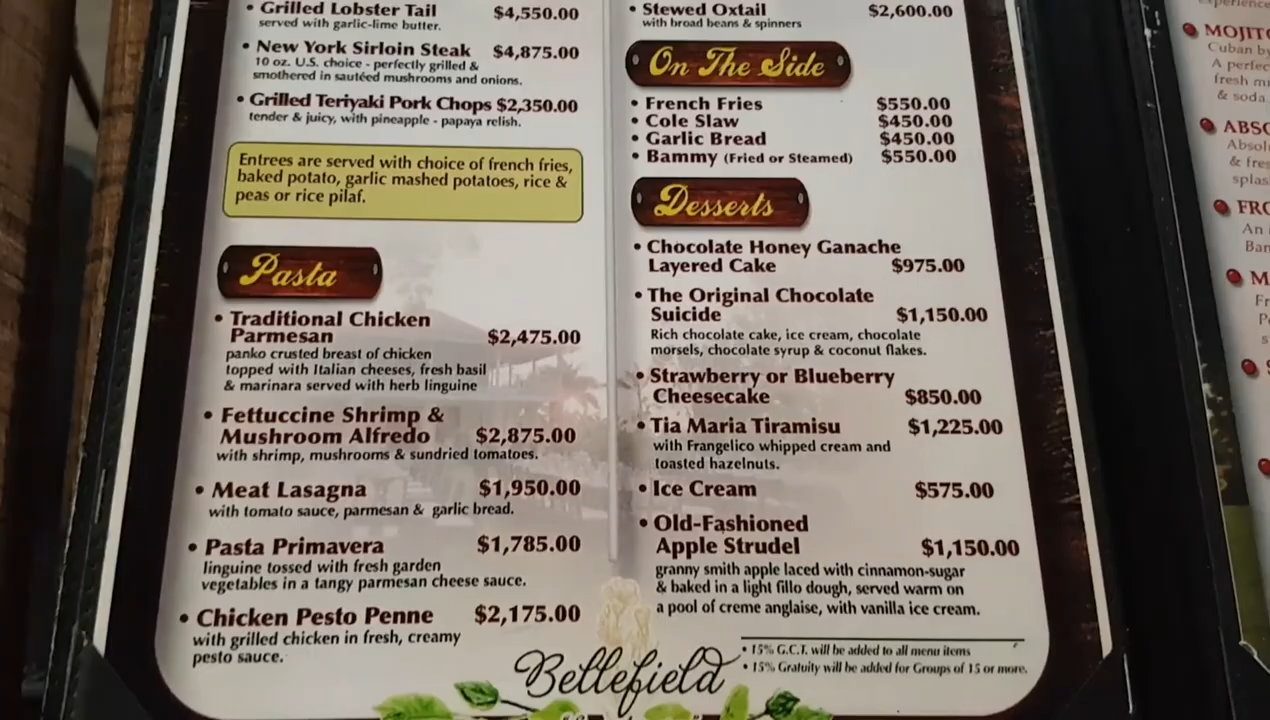 • Grilled Lobster Tail $4,550.00
served with garlic-lime butter.
• New York Sirloin Steak $4,875.00
10 oz. U.S. choice - perfectly grilled &
smothered in sautéed mushrooms and onions.
• Grilled Teriyaki Pork Chops $2,350.00
tender & juicy, with pineapple - papaya relish.
Entrees are served with choice of french fries,
baked potato, garlic mashed potatoes, rice &
peas or rice pilaf.
Pasta
• Traditional Chicken
Parmesan $2,475.00
panko crusted breast of chicken
topped with Italian cheeses, fresh basil
& marinara served with herb linguine
• Fettuccine Shrimp &
Mushroom Alfredo $2,875.00
with shrimp, mushrooms & sundried tomatoes.
• Meat Lasagna $1,950.00
with tomato sauce, parmesan & garlic bread.
• Pasta Primavera $1,785.00
linguine tossed with fresh garden
vegetables in a tangy parmesan cheese sauce.
• Chicken Pesto Penne $2,175.00
with grilled chicken in fresh, creamy
pesto sauce.
• Stewed Oxtail $2,600.00
with broad beans & spinners
On The Side
• French Fries $550.00
• Cole Slaw $450.00
• Garlic Bread $450.00
• Bammy (Fried or Steamed) $550.00
Desserts
• Chocolate Honey Ganache
Layered Cake $975.00
• The Original Chocolate
Suicide $1,150.00
Rich chocolate cake, ice cream, chocolate
morsels, chocolate syrup & coconut flakes.
• Strawberry or Blueberry
Cheesecake $850.00
• Tia Maria Tiramisu $1,225.00
with Frangelico whipped cream and
toasted hazelnuts.
• Ice Cream $575.00
• Old-Fashioned
Apple Strudel $1,150.00
granny smith apple laced with cinnamon-sugar
& baked in a light fillo dough, served warm on
a pool of creme anglaise, with vanilla ice cream.
• 15% G.C.T. will be added to all menu items
• 15% Gratuity will be added for Groups of 15 or more.
Bellefield
Cuban
A
fresh
& soda
& 
An